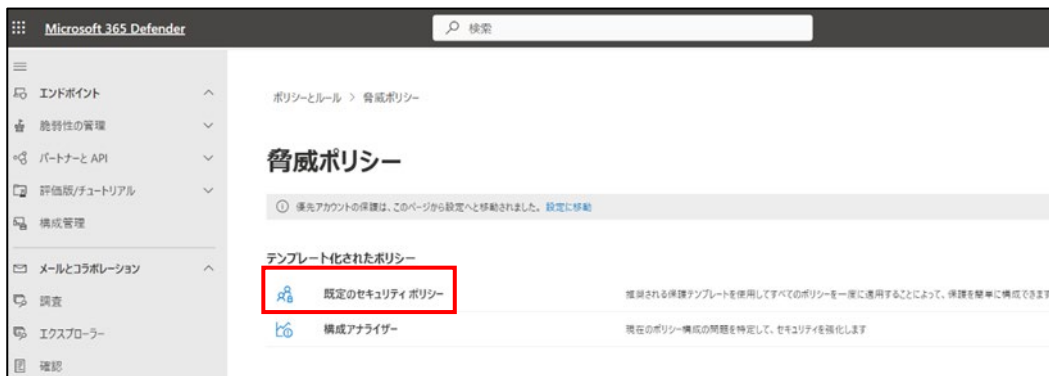 Microsoft 365 Defender
検索
エンドポイント
脆弱性の管理
パートナーと API
評価版/チュートリアル
構成管理
メールとコラボレーション
調査
エクスプローラー
確認
ポリシーとルール > 脅威ポリシー
脅威ポリシー
優先アカウントの保護は、このページから設定へと移動されました。 設定に移動
テンプレート化されたポリシー
既定のセキュリティ ポリシー
推奨される保護テンプレートを使用してすべてのポリシーを一度に適用することによって、保護を簡単に構成できます
構成アナライザー
現在のポリシー構成の問題を特定して、セキュリティを強化します